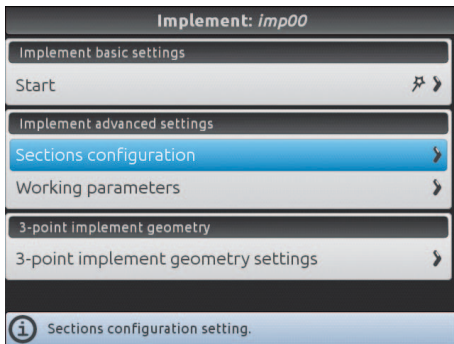 Implement: imp00
Implement basic settings
Start
Implement advanced settings
Sections configuration
Working parameters
3-point implement geometry
3-point implement geometry settings
Sections configuration setting.